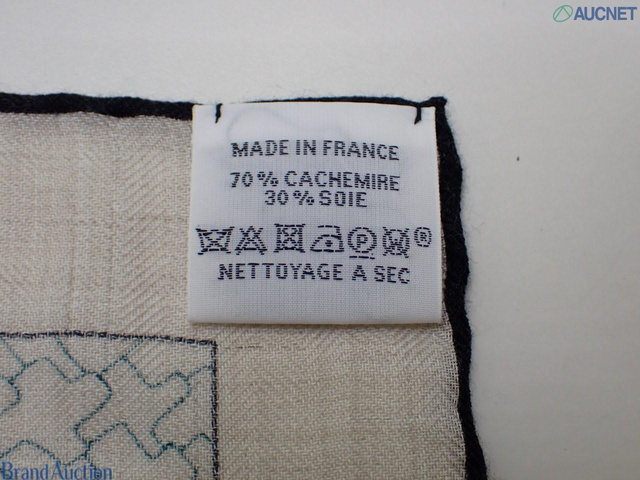 AUCNET
MADE IN FRANCE
70% CACHEMIRE
30% SOIE
®
NETTOYAGE A SEC
Brand Auction